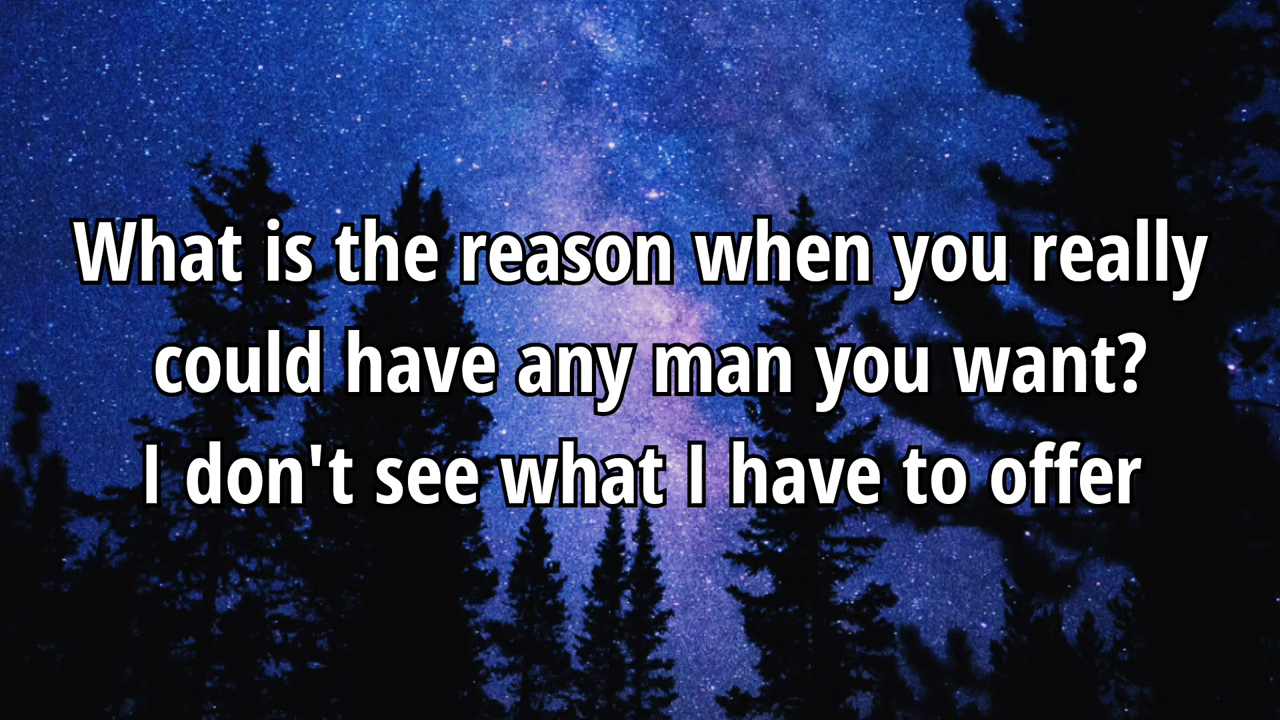 What is the reason when you really
could have any man you want?
I don't see what I have to offer